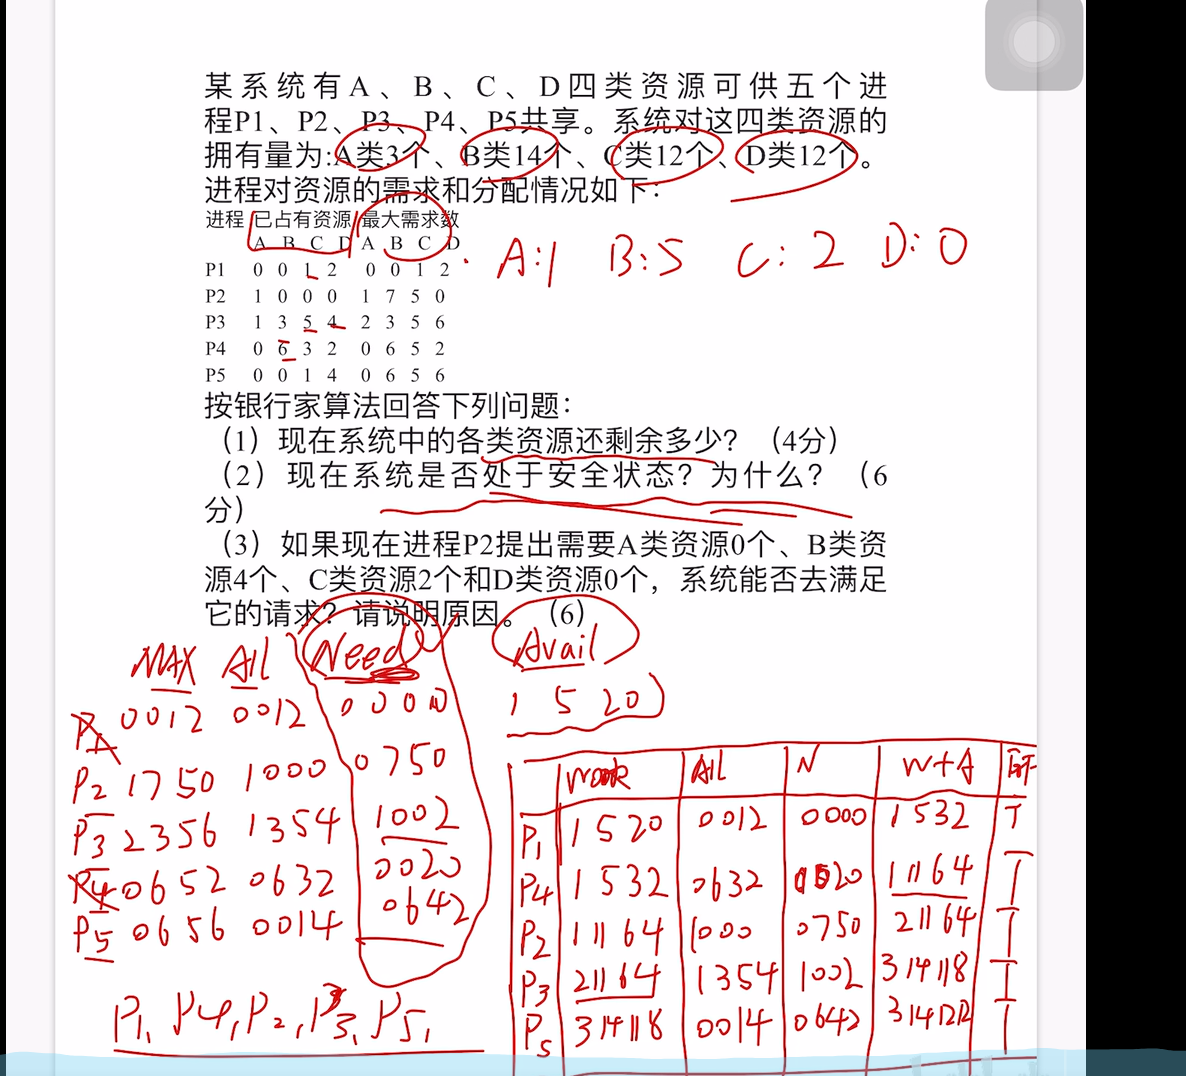 某系统有A、B、C、D四类资源可供五个进
程P1、P2、P3、P4、P5共享。系统对这四类资源的
拥有量为:A类3个、B类14个、C类12个、D类12个。
进程对资源的需求和分配情况如下:
进程 已占有资源 最大需求数
A B C D A B C D
P1 0 0 1 2 0 0 1 2
P2 1 0 0 0 1 7 5 0
P3 1 3 5 4 2 3 5 6
P4 0 6 3 2 0 6 5 2
P5 0 0 1 4 0 6 5 6
A:1 B:5 C:2 D:0
按银行家算法回答下列问题:
(1)现在系统中的各类资源还剩余多少?(4分)
(2)现在系统是否处于安全状态?为什么?(6
分)
(3)如果现在进程P2提出需要A类资源0个、B类资
源4个、C类资源2个和D类资源0个,系统能否去满足
它的请求?请说明原因。(6)
MAX All Need Avail
0012 0012 0000 1 5 20
P2 1750 1000 0750
P3 2356 1354 1002
P4 0652 0632 0020
P5 0656 0014 0642
P1, P4, P2, P3, P5,
Work All N W+A
P1 1520 0012 0000 1532 T
P4 1532 0632 0020 11164 T
P2 11164 1000 0750 21164 T
P3 21164 1354 1002 314118 T
P5 314118 0014 0642 3141212 T